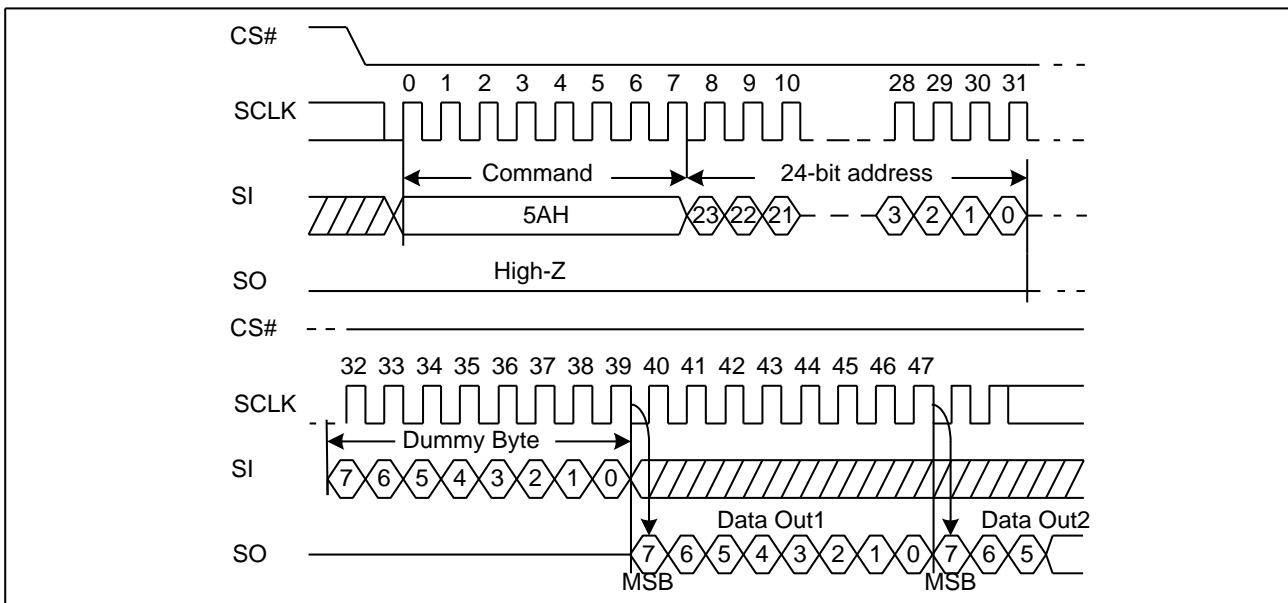 CS#
0 1 2 3 4 5 6 7 8 9 10 28 29 30 31
SCLK
Command 24-bit address
SI
5AH 23 22 21 3 2 1 0
High-Z
SO
CS#
32 33 34 35 36 37 38 39 40 41 42 43 44 45 46 47
SCLK
Dummy Byte
SI
7 6 5 4 3 2 1 0
Data Out1 Data Out2
SO
7 6 5 4 3 2 1 0 7 6 5
MSB MSB